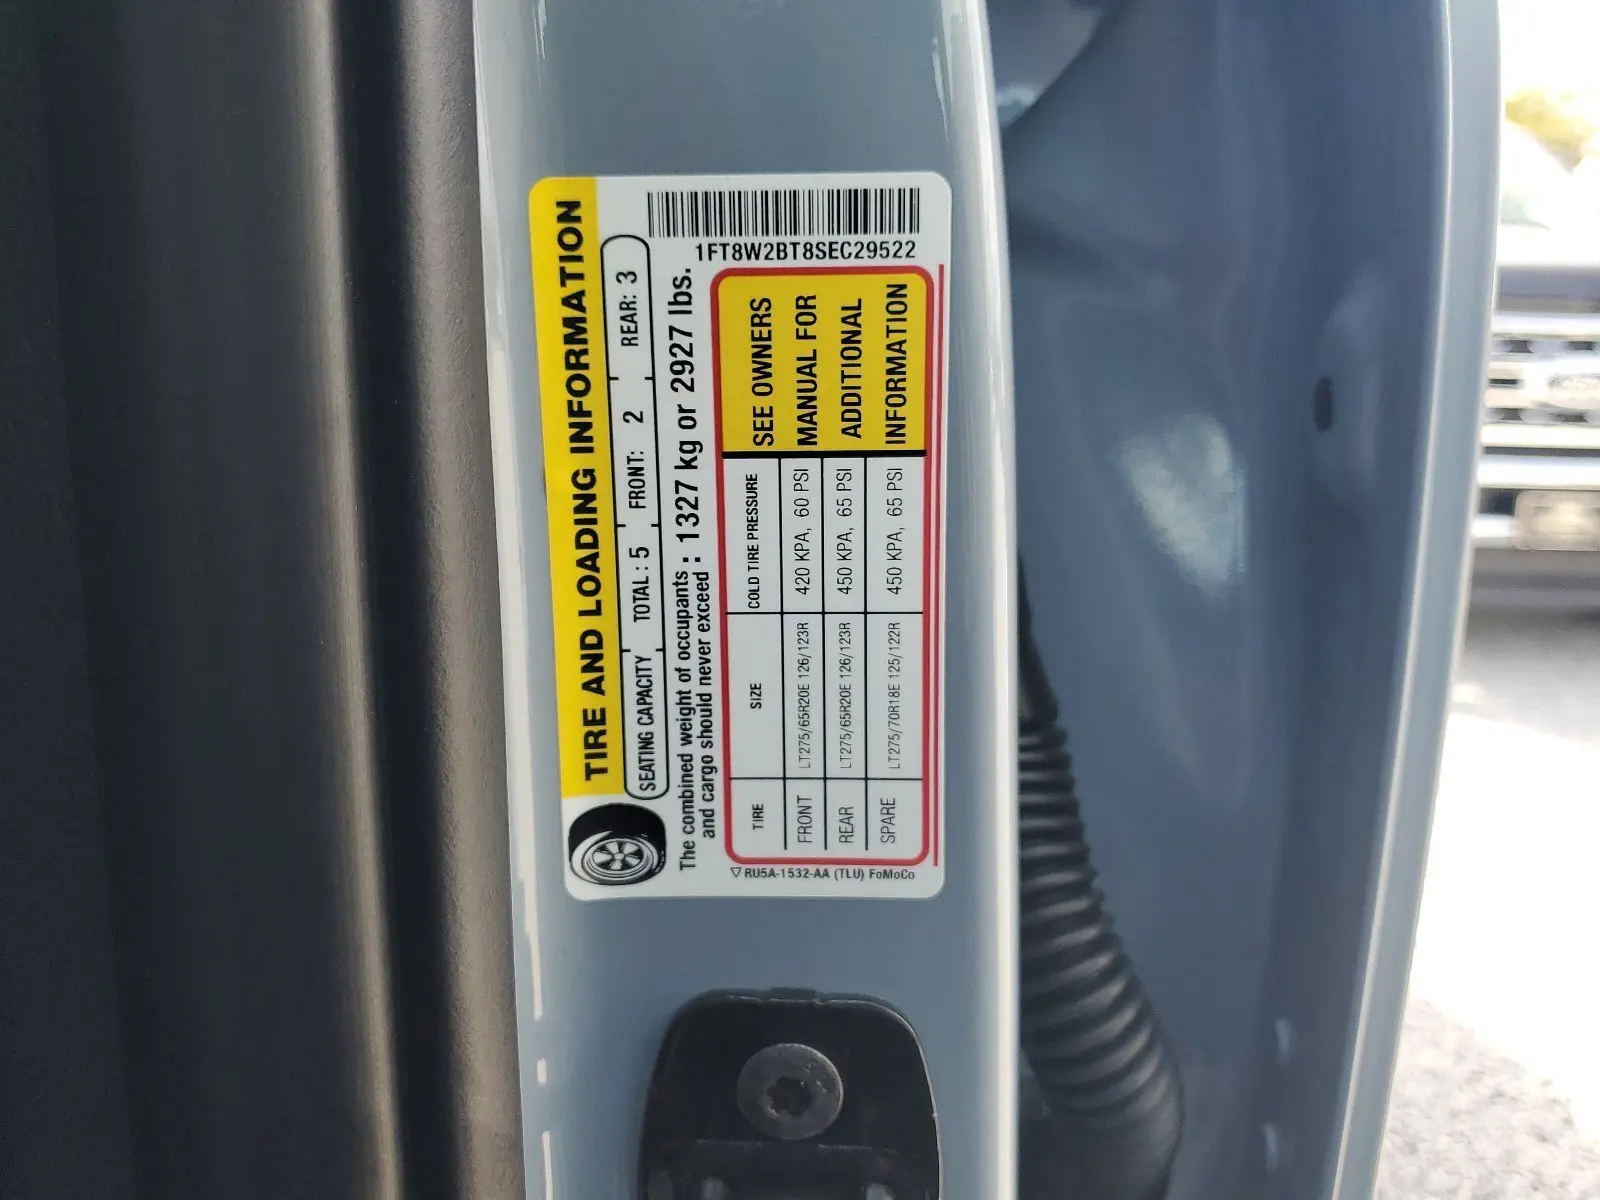 TIRE AND LOADING INFORMATION
SEATING CAPACITY TOTAL : 5 FRONT: 2 REAR: 3
The combined weight of occupants
and cargo should never exceed : 1327 kg or 2927 lbs.
1FT8W2BT8SEC29522
TIRE SIZE COLD TIRE PRESSURE
FRONT LT275/65R20E 126/123R 420 KPA, 60 PSI
REAR LT275/65R20E 126/123R 450 KPA, 65 PSI
SPARE LT275/70R18E 125/122R 450 KPA, 65 PSI
SEE OWNERS
MANUAL FOR
ADDITIONAL
INFORMATION
RU5A-1532-AA (TLU) FoMoCo